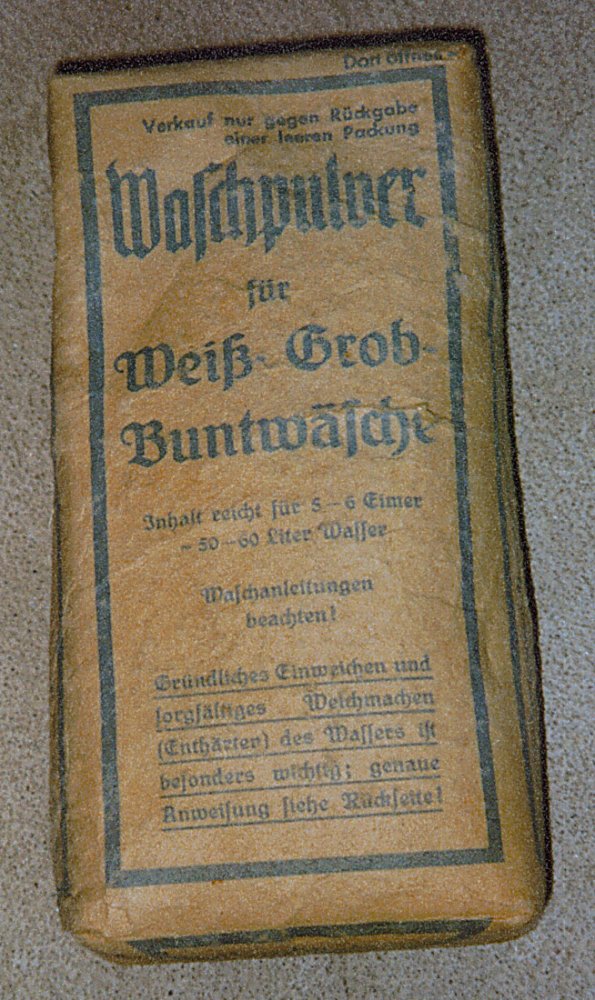 Dort öffnen
Verkauf nur gegen Rückgabe
einer leeren Packung
Waſchpulver
für
Weiß- Grob-
Buntwäſche
Inhalt reicht für 5–6 Eimer
~ 50–60 Liter Waſſer
Waſchanleitungen
beachten!
Gründliches Einweichen und
ſorgfältiges Weichmachen
(Enthärten) des Waſſers iſt
beſonders wichtig; genaue
Anweiſung ſiehe Rückſeite!